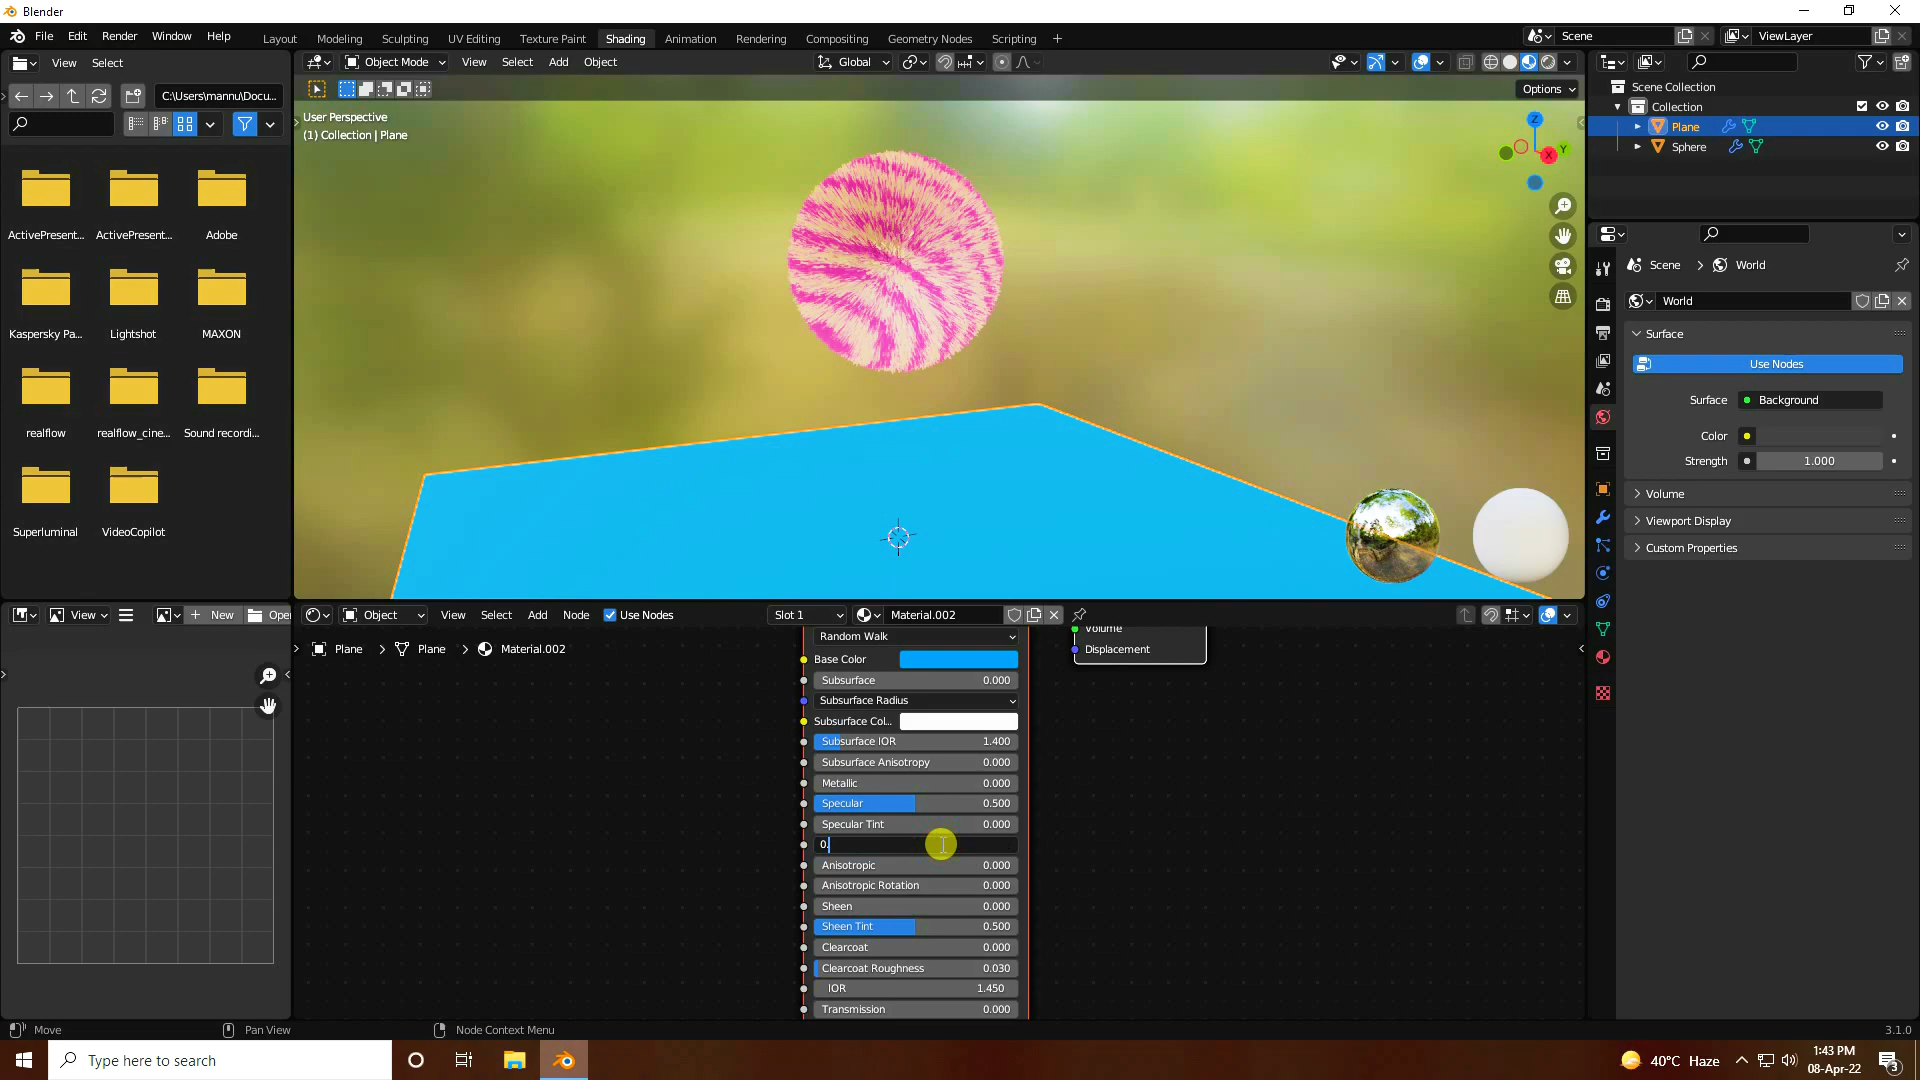 Blender
File Edit Render Window Help
Layout Modeling Sculpting UV Editing Texture Paint Shading Animation Rendering Compositing Geometry Nodes Scripting
Scene
ViewLayer
View Select
Object Mode View Select Add Object
Global
C:\Users\mannu\Docu...
Options
User Perspective
(1) Collection | Plane
Z
Y
X
Scene Collection
Collection
Plane
Sphere
ActivePresent... ActivePresent... Adobe
Kaspersky Pa... Lightshot MAXON
realflow realflow_cine... Sound recordi...
Superluminal VideoCopilot
Scene > World
World
Surface
Use Nodes
Surface Background
Color
Strength 1.000
Volume
Viewport Display
Custom Properties
View New Oper
Object View Select Add Node Use Nodes Slot 1 Material.002
Plane > Plane > Material.002
Volume
Displacement
Random Walk
Base Color
Subsurface 0.000
Subsurface Radius
Subsurface Col...
Subsurface IOR 1.400
Subsurface Anisotropy 0.000
Metallic 0.000
Specular 0.500
Specular Tint 0.000
0.
Anisotropic 0.000
Anisotropic Rotation 0.000
Sheen 0.000
Sheen Tint 0.500
Clearcoat 0.000
Clearcoat Roughness 0.030
IOR 1.450
Transmission 0.000
Move Pan View Node Context Menu 3.1.0
Type here to search
40°C Haze
1:43 PM
08-Apr-22
3